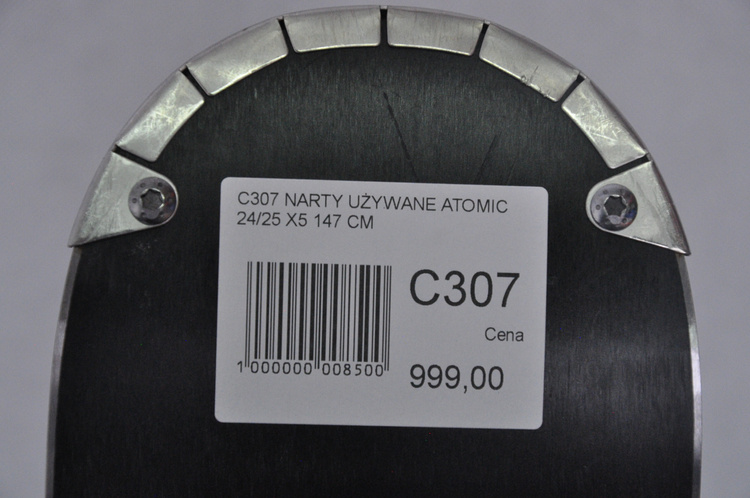 C307 NARTY UŻYWANE ATOMIC
24/25 X5 147 CM
C307
Cena
1 000000 008500
999,00